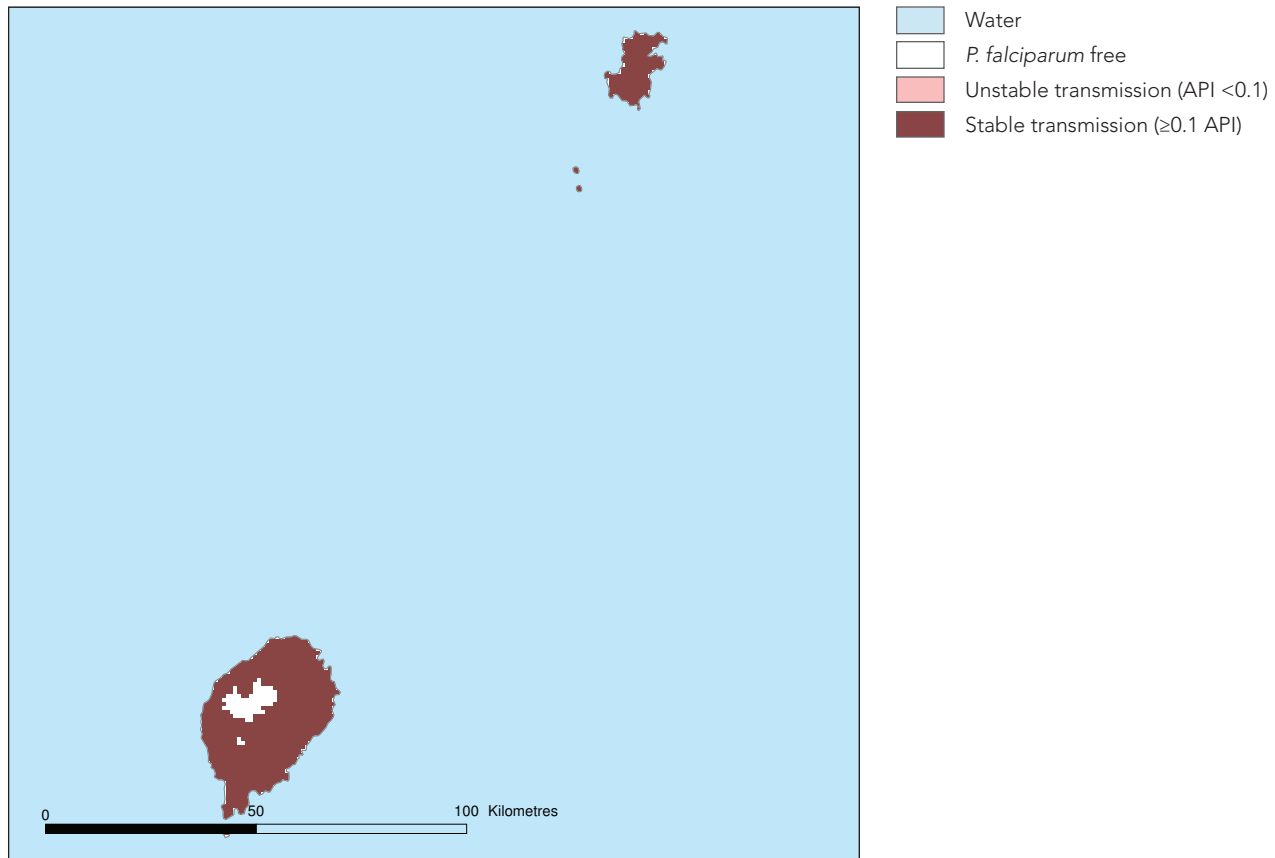 Water
P. falciparum free
Unstable transmission (API <0.1)
Stable transmission (≥0.1 API)
0 50 100 Kilometres